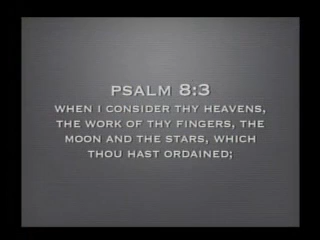 PSALM 8:3
WHEN I CONSIDER THY HEAVENS,
THE WORK OF THY FINGERS, THE
MOON AND THE STARS, WHICH
THOU HAST ORDAINED;